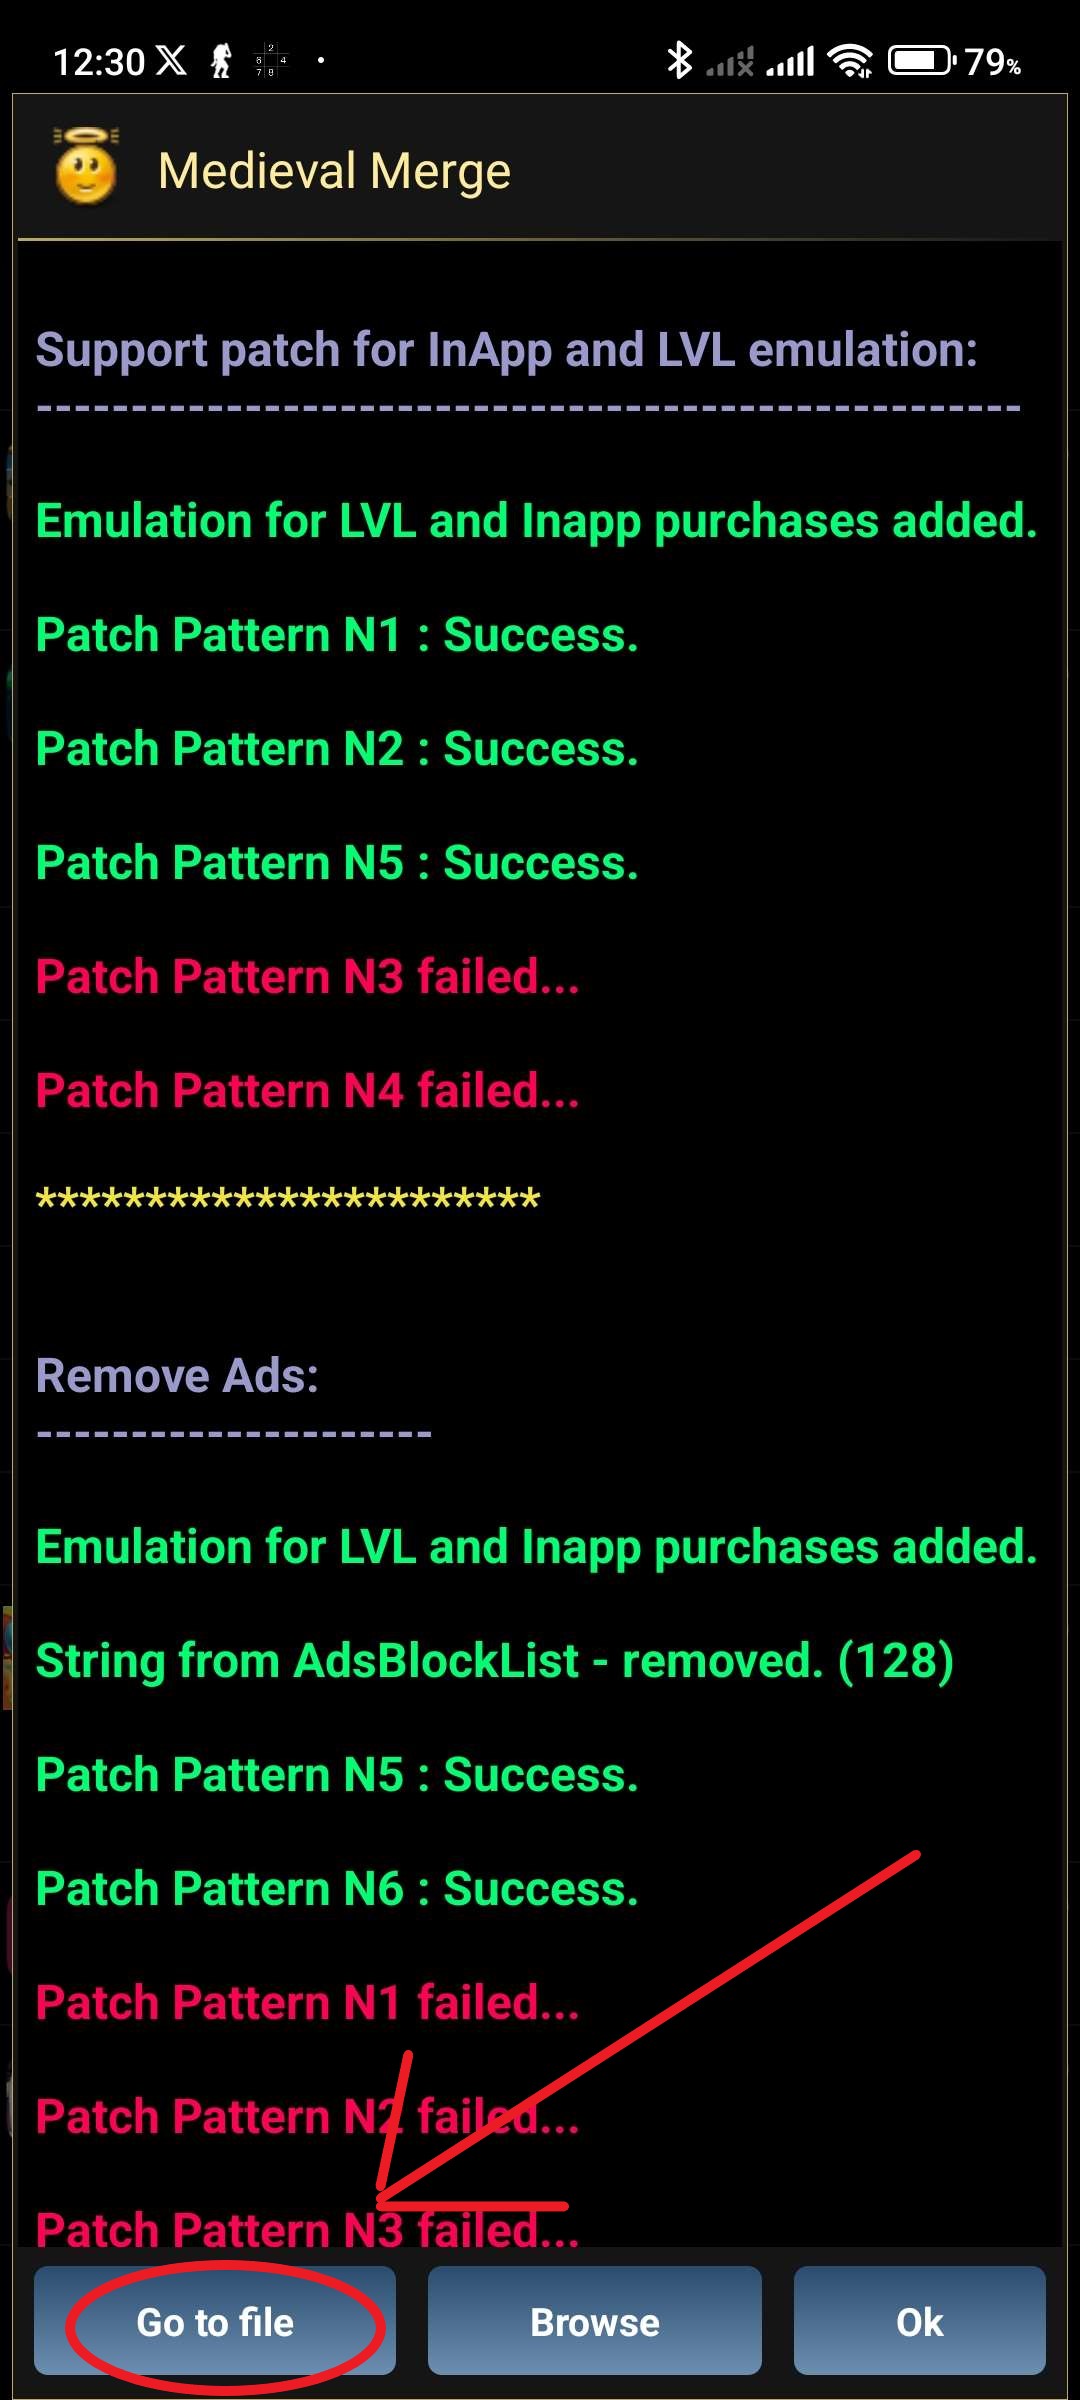 12:30
79%
Medieval Merge
Support patch for InApp and LVL emulation:
----------------------------------------------------
Emulation for LVL and Inapp purchases added.
Patch Pattern N1 : Success.
Patch Pattern N2 : Success.
Patch Pattern N5 : Success.
Patch Pattern N3 failed...
Patch Pattern N4 failed...
***********************
Remove Ads:
---------------------
Emulation for LVL and Inapp purchases added.
String from AdsBlockList - removed. (128)
Patch Pattern N5 : Success.
Patch Pattern N6 : Success.
Patch Pattern N1 failed...
Patch Pattern N2 failed...
Patch Pattern N3 failed...
Go to file
Browse
Ok